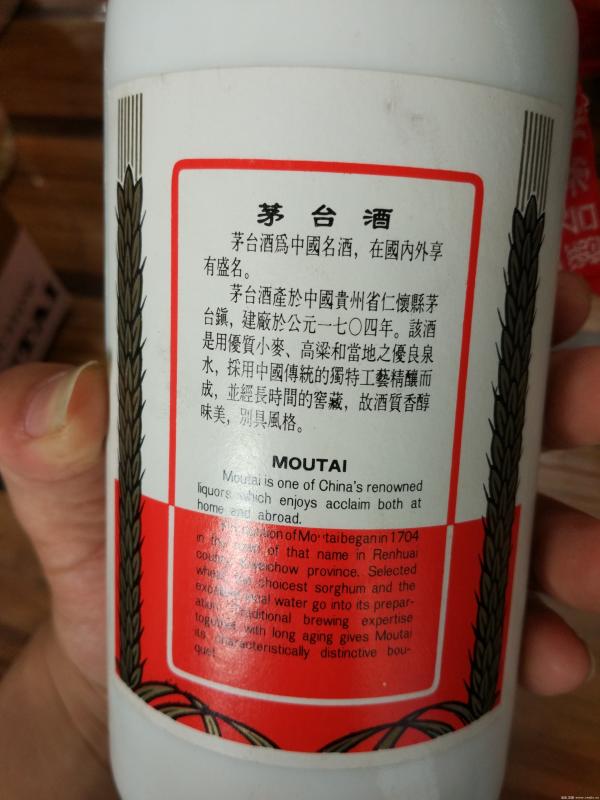 茅台酒
茅台酒爲中國名酒，在國內外享
有盛名。
茅台酒產於中國貴州省仁懷縣茅
台鎭，建廠於公元一七〇四年。該酒
是用優質小麥、高粱和當地之優良泉
水，採用中國傳統的獨特工藝精釀而
成，並經長時間的窖藏，故酒質香醇
味美，別具風格。
MOUTAI
Moutai is one of China's renowned
liquors which enjoys acclaim both at
home and abroad.
of Moutai began in 1704
in the of that name in Renhuai
province. Selected
choicest sorghum and the
water go into its prepar-
ation. Traditional brewing expertise
together with long aging gives Moutai
its characteristically distinctive bou-
quet